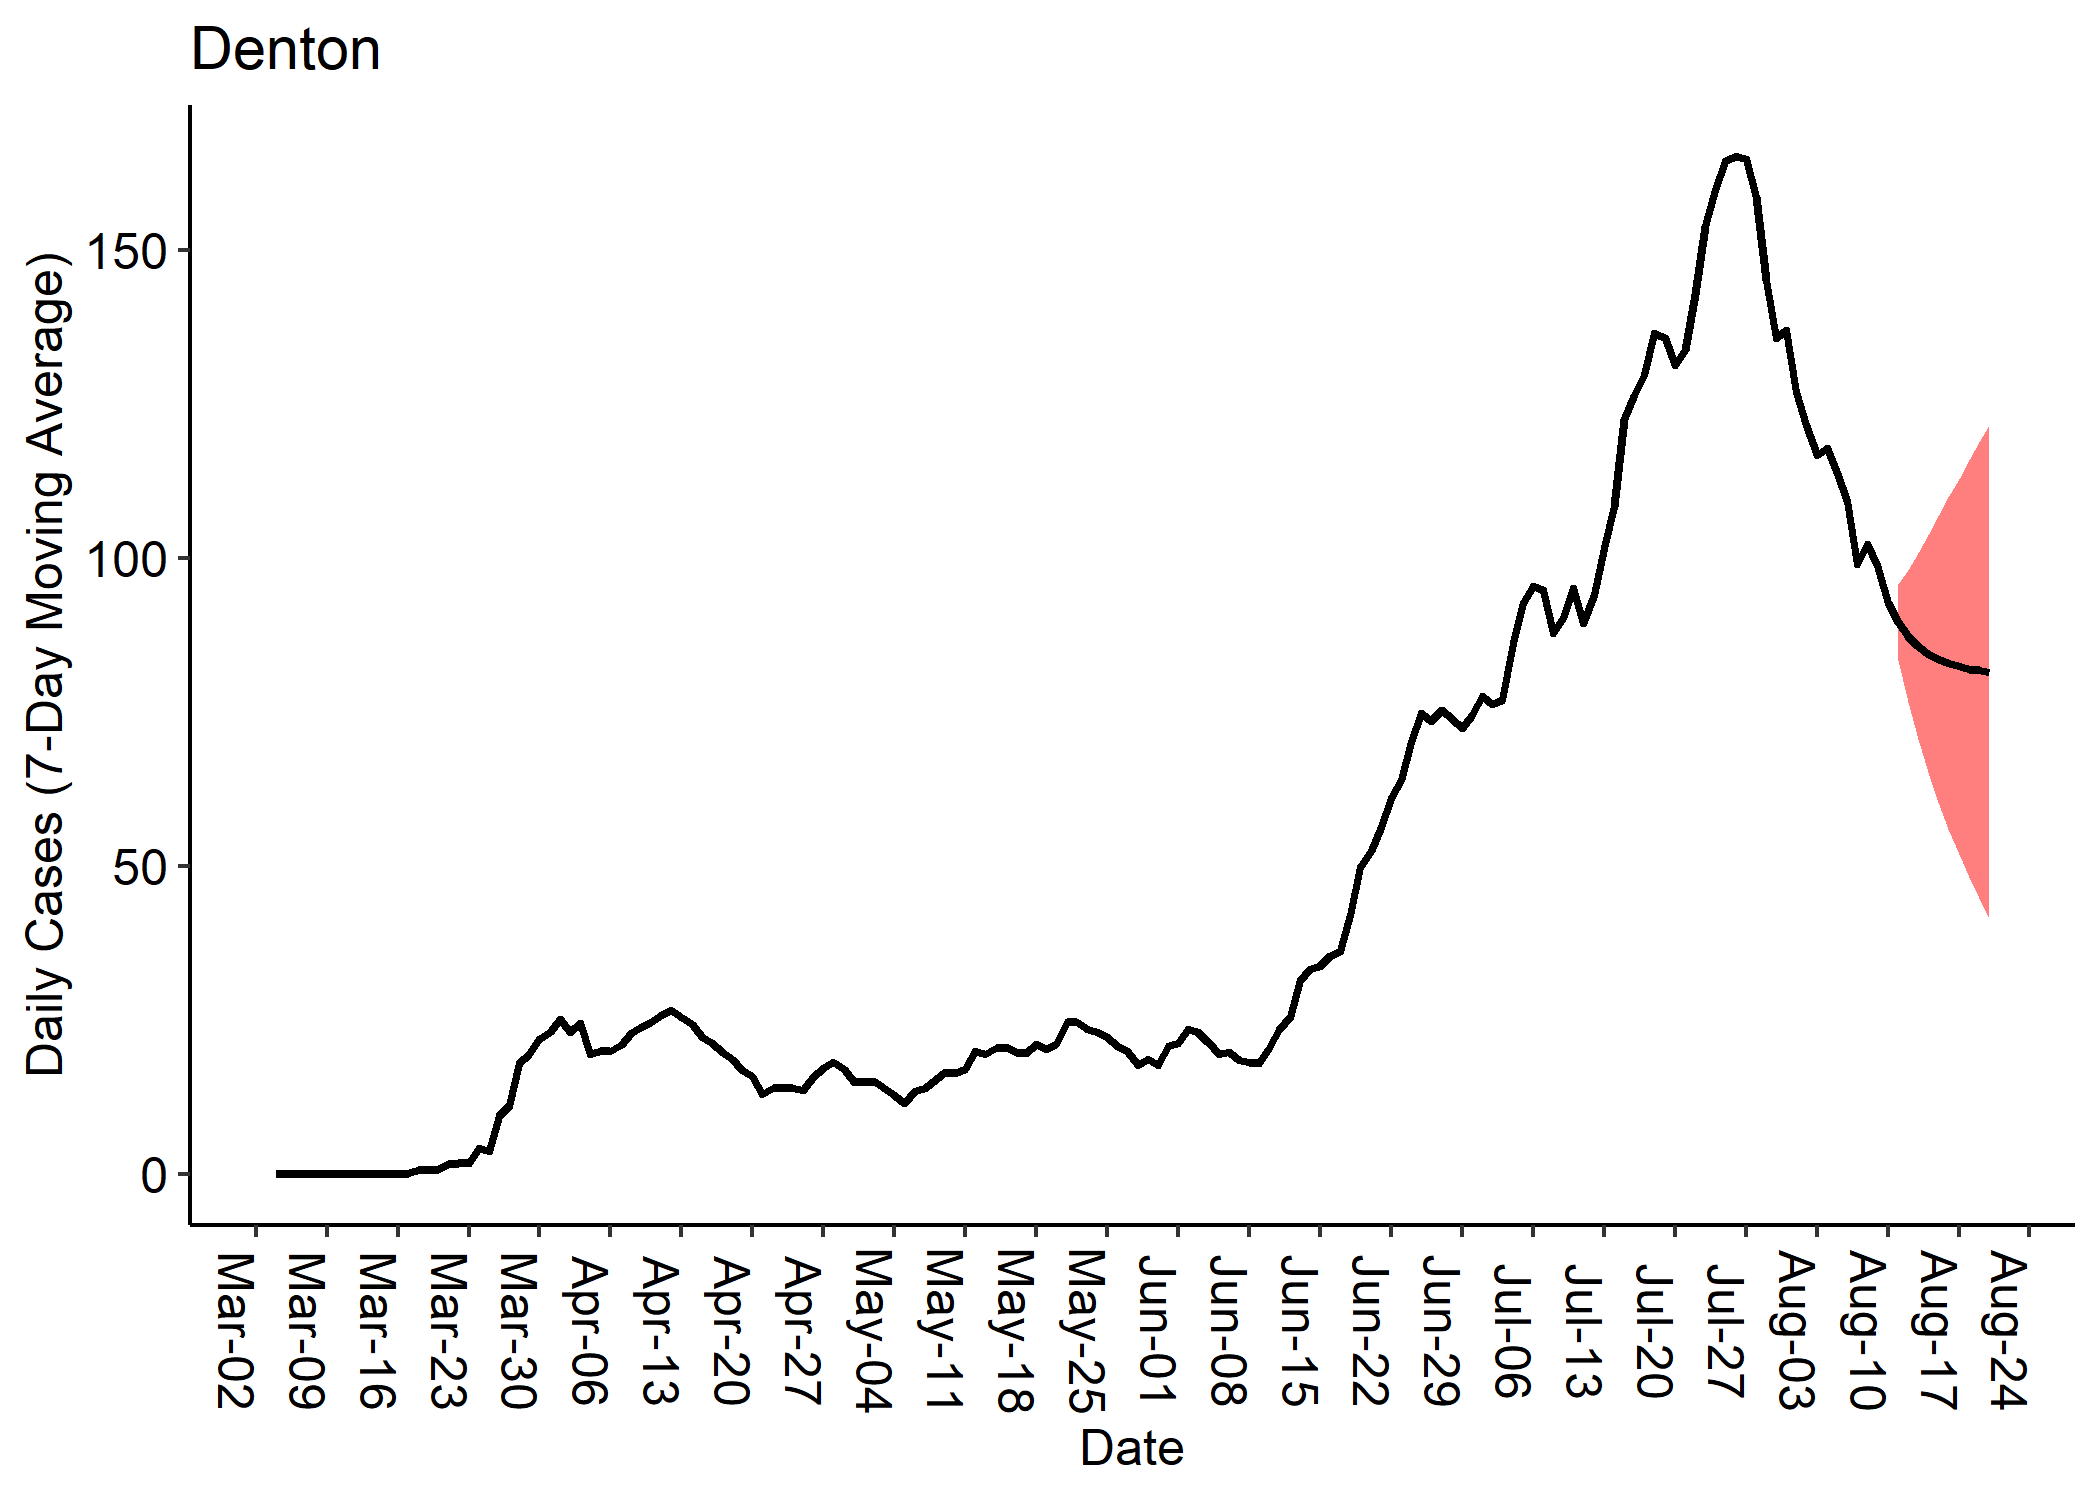 Denton
Daily Cases (7-Day Moving Average)
150
100
50
0
Mar-02
Mar-09
Mar-16
Mar-23
Mar-30
Apr-06
Apr-13
Apr-20
Apr-27
May-04
May-11
May-18
May-25
Jun-01
Jun-08
Jun-15
Jun-22
Jun-29
Jul-06
Jul-13
Jul-20
Jul-27
Aug-03
Aug-10
Aug-17
Aug-24
Date